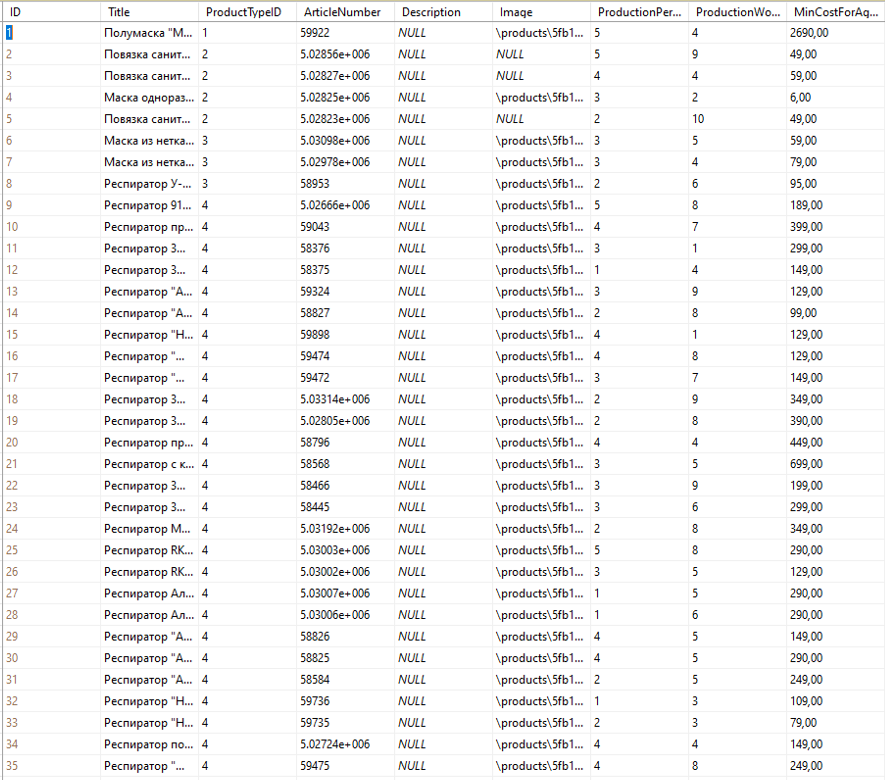 ID Title ProductTypeID ArticleNumber Description Image ProductionPer... ProductionWo... MinCostForAg...
1 Полумаска "М... 1 59922 NULL \products\5fb1... 5 4 2690,00
2 Повязка санит... 2 5.02856e+006 NULL NULL 5 9 49,00
3 Повязка санит... 2 5.02827e+006 NULL NULL 4 4 59,00
4 Маска однораз... 2 5.02825e+006 NULL \products\5fb1... 3 2 6,00
5 Повязка санит... 2 5.02823e+006 NULL NULL 2 10 49,00
6 Маска из нетка... 3 5.03098e+006 NULL \products\5fb1... 3 5 59,00
7 Маска из нетка... 3 5.02978e+006 NULL \products\5fb1... 3 4 79,00
8 Респиратор У-... 3 58953 NULL \products\5fb1... 2 6 95,00
9 Респиратор 91... 4 5.02666e+006 NULL \products\5fb1... 5 8 189,00
10 Респиратор пр... 4 59043 NULL \products\5fb1... 4 7 399,00
11 Респиратор 3... 4 58376 NULL \products\5fb1... 3 1 299,00
12 Респиратор 3... 4 58375 NULL \products\5fb1... 1 4 149,00
13 Респиратор "А... 4 59324 NULL \products\5fb1... 3 9 129,00
14 Респиратор "А... 4 58827 NULL \products\5fb1... 2 8 99,00
15 Респиратор "Н... 4 59898 NULL \products\5fb1... 4 1 129,00
16 Респиратор "... 4 59474 NULL \products\5fb1... 4 8 129,00
17 Респиратор "... 4 59472 NULL \products\5fb1... 3 7 149,00
18 Респиратор 3... 4 5.03314e+006 NULL \products\5fb1... 2 9 349,00
19 Респиратор 3... 4 5.02805e+006 NULL \products\5fb1... 2 8 390,00
20 Респиратор пр... 4 58796 NULL \products\5fb1... 4 4 449,00
21 Респиратор с к... 4 58568 NULL \products\5fb1... 3 5 699,00
22 Респиратор 3... 4 58466 NULL \products\5fb1... 3 9 199,00
23 Респиратор 3... 4 58445 NULL \products\5fb1... 3 6 299,00
24 Респиратор М... 4 5.03192e+006 NULL \products\5fb1... 2 8 349,00
25 Респиратор RK... 4 5.03003e+006 NULL \products\5fb1... 5 8 290,00
26 Респиратор RK... 4 5.03002e+006 NULL \products\5fb1... 3 5 129,00
27 Респиратор Ал... 4 5.03007e+006 NULL \products\5fb1... 1 5 290,00
28 Респиратор Ал... 4 5.03006e+006 NULL \products\5fb1... 1 6 290,00
29 Респиратор "А... 4 58826 NULL \products\5fb1... 4 5 149,00
30 Респиратор "А... 4 58825 NULL \products\5fb1... 4 5 290,00
31 Респиратор "А... 4 58584 NULL \products\5fb1... 2 5 249,00
32 Респиратор "Н... 4 59736 NULL \products\5fb1... 1 3 109,00
33 Респиратор "Н... 4 59735 NULL \products\5fb1... 2 3 79,00
34 Респиратор по... 4 5.02724e+006 NULL \products\5fb1... 4 4 149,00
35 Респиратор "... 4 59475 NULL \products\5fb1... 4 8 249,00